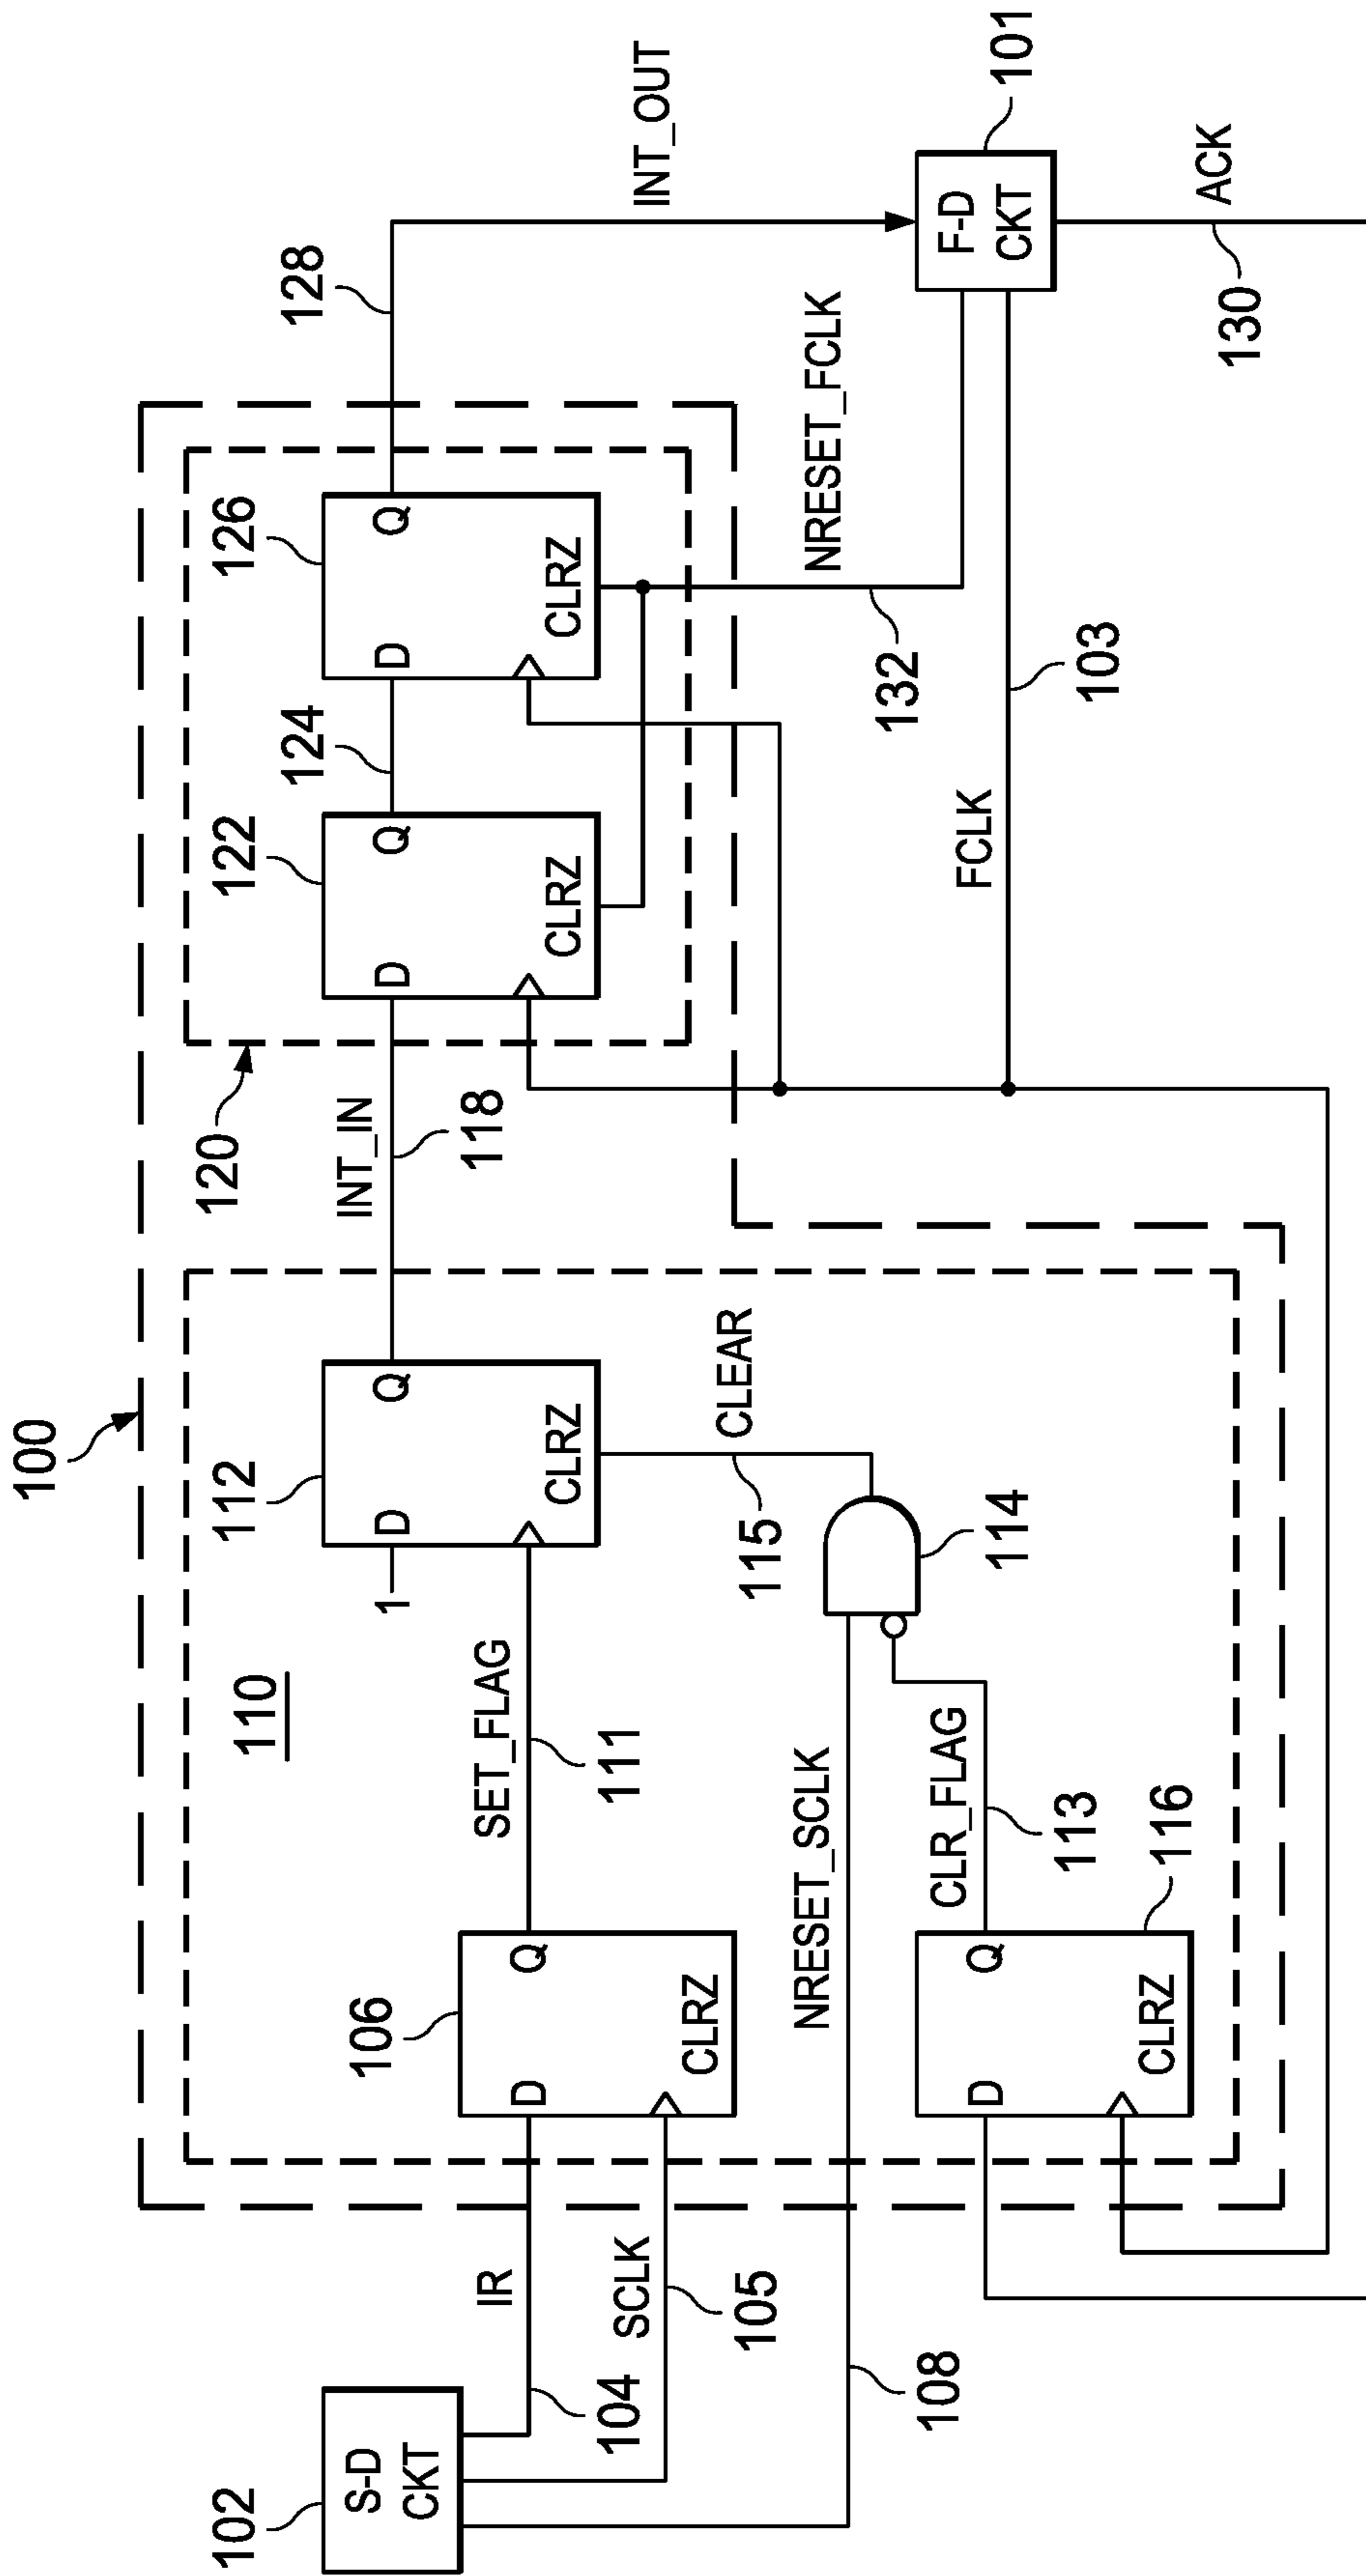 100
102
S-D
CKT
104
IR
SCLK
105
108
110
106
D
Q
CLRZ
SET_FLAG
111
NRESET_SCLK
CLR_FLAG
113
116
D
Q
CLRZ
1
112
D
Q
CLRZ
CLEAR
115
114
INT_IN
118
120
122
D
Q
CLRZ
124
126
D
Q
CLRZ
128
INT_OUT
NRESET_FCLK
132
FCLK
103
F-D
CKT
101
ACK
130